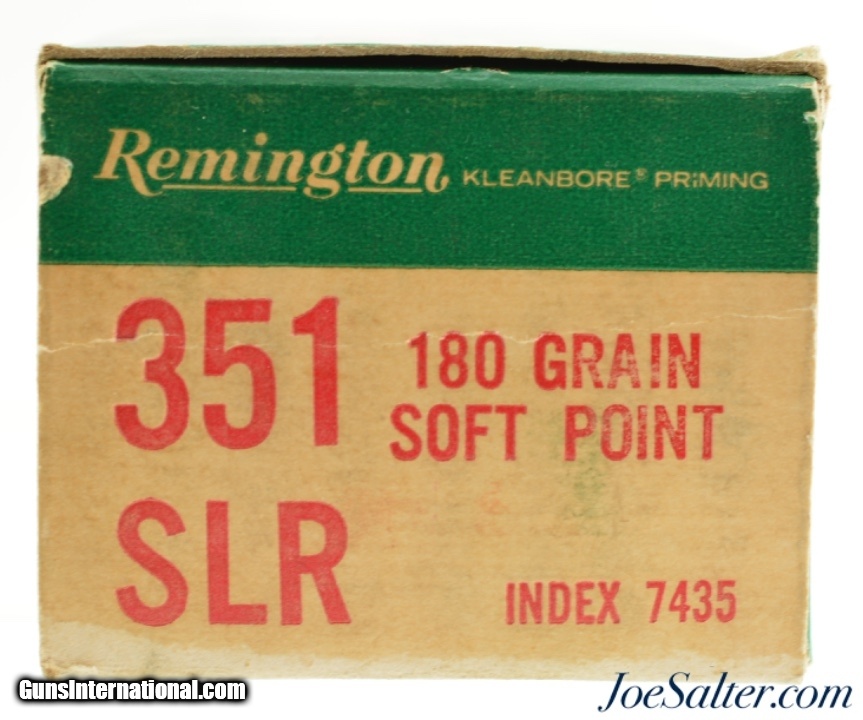 Remington KLEANBORE® PRIMING
351 180 GRAIN
SOFT POINT
SLR INDEX 7435
GunsInternational.com JoeSalter.com